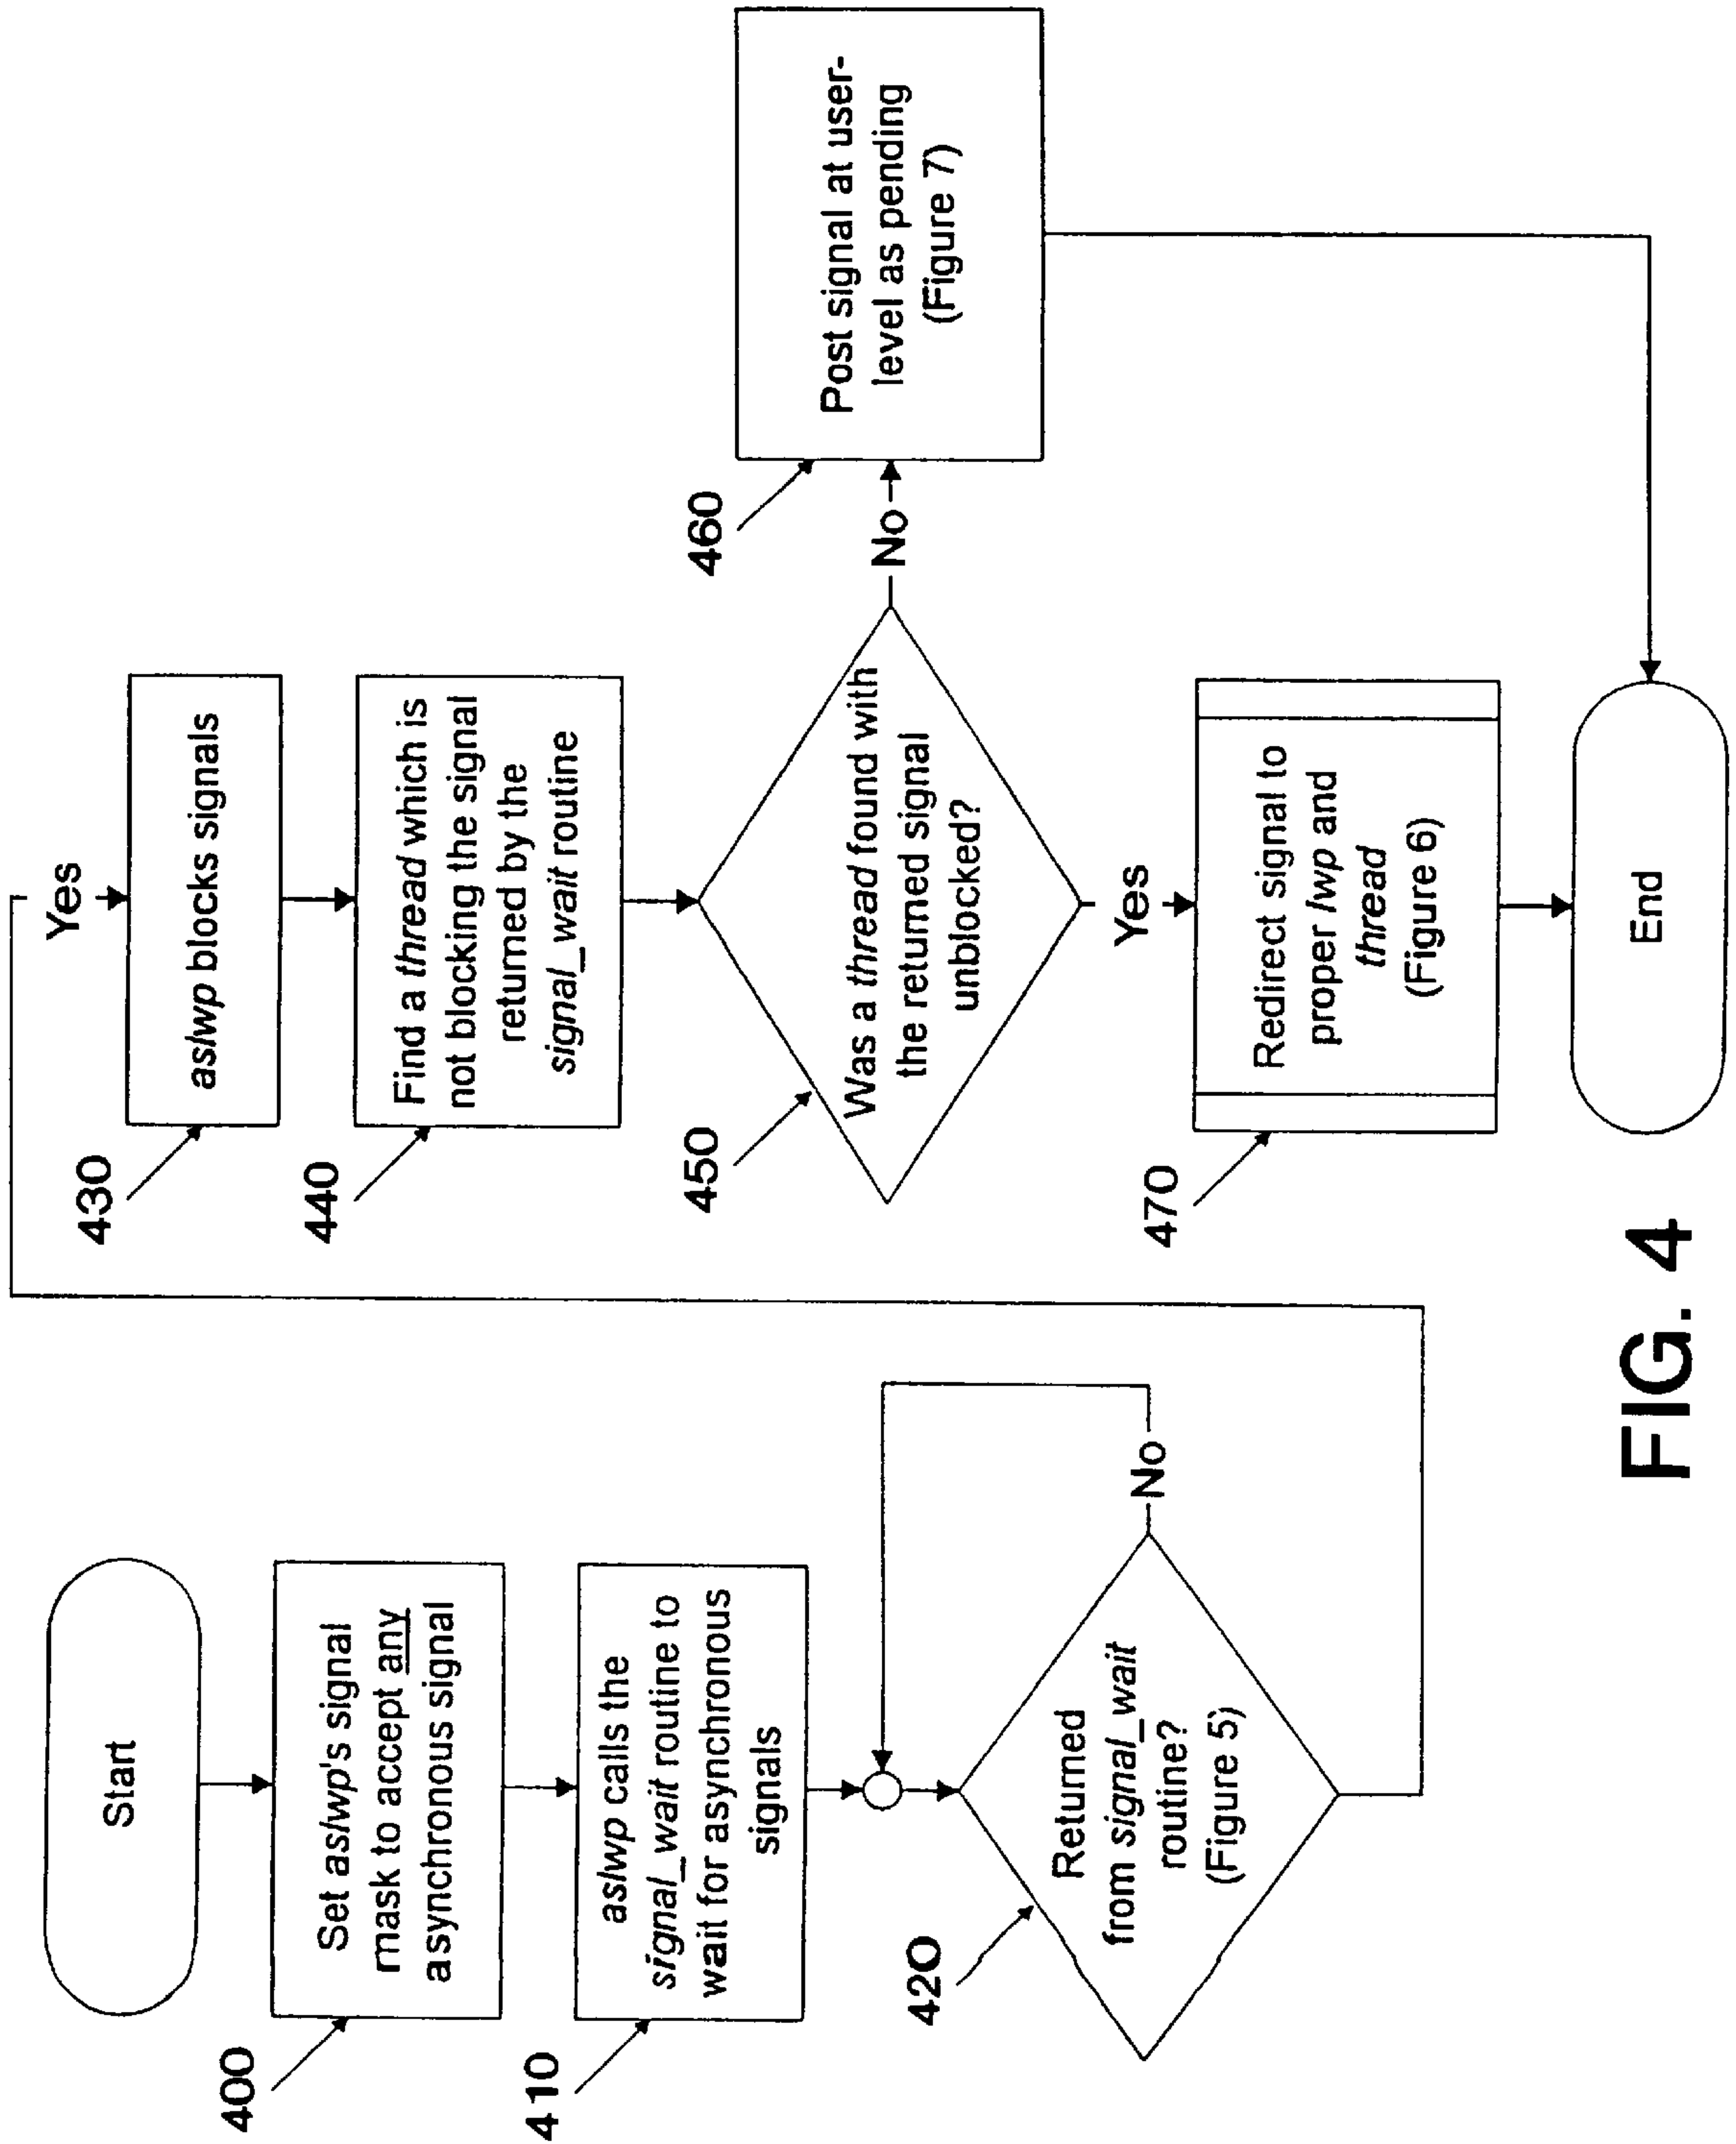 Start
400
Set aslwp's signal
mask to accept any
asynchronous signal
410
aslwp calls the
signal_wait routine to
wait for asynchronous
signals
420
Returned
from signal_wait
routine?
(Figure 5)
No
Yes
430
aslwp blocks signals
440
Find a thread which is
not blocking the signal
returned by the
signal_wait routine
450
Was a thread found with
the returned signal
unblocked?
No
460
Post signal at user-
level as pending
(Figure 7)
Yes
470
Redirect signal to
proper lwp and
thread
(Figure 6)
End
FIG. 4